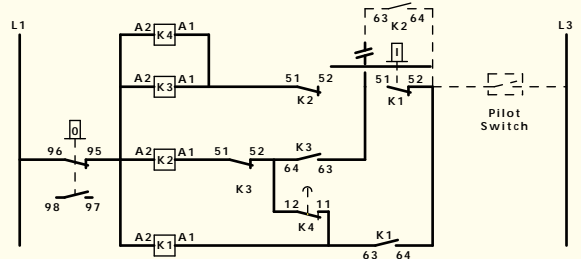 L1
L3
A2 K4 A1
63 64
K2
I
A2 K3 A1
51 52
K2
51 52
K1
Pilot
Switch
0
96 95
A2 K2 A1
51 52
K3
K3
64 63
98 97
12 11
K4
A2 K1 A1
K1
63 64